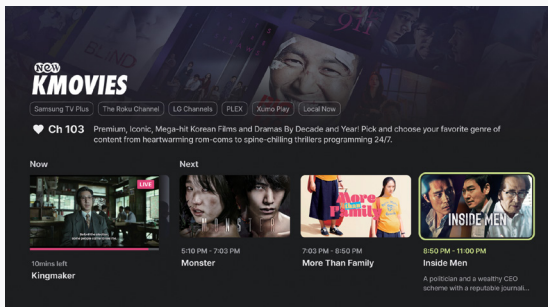 911
BLIND
NEW
KMOVIES
Samsung TV Plus
The Roku Channel
LG Channels
PLEX
Xumo Play
Local Now
Ch 103
Premium, Iconic, Mega-hit Korean Films and Dramas By Decade and Year! Pick and choose your favorite genre of
content from heartwarming rom-coms to spine-chilling thrillers programming 24/7.
Now
Next
LIVE
MONSTER
More
Than
Family
INSIDE MEN
10mins left
Kingmaker
5:10 PM - 7:03 PM
Monster
7:03 PM - 8:50 PM
More Than Family
8:50 PM - 11:00 PM
Inside Men
A politician and a wealthy CEO
scheme with a reputable journali...